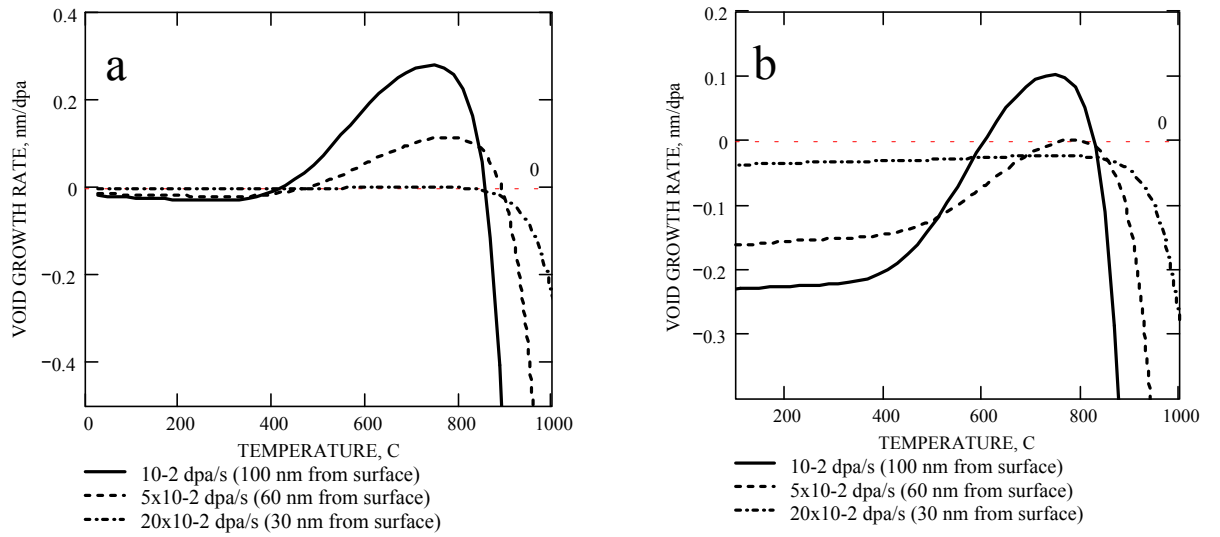 a
VOID GROWTH RATE, nm/dpa
0.4
0.2
0
−0.2
−0.4
0
0 200 400 600 800 1000
TEMPERATURE, C
10-2 dpa/s (100 nm from surface)
5x10-2 dpa/s (60 nm from surface)
20x10-2 dpa/s (30 nm from surface)
b
VOID GROWTH RATE, nm/dpa
0.2
0.1
0
−0.1
−0.2
−0.3
0
200 400 600 800 1000
TEMPERATURE, C
10-2 dpa/s (100 nm from surface)
5x10-2 dpa/s (60 nm from surface)
20x10-2 dpa/s (30 nm from surface)